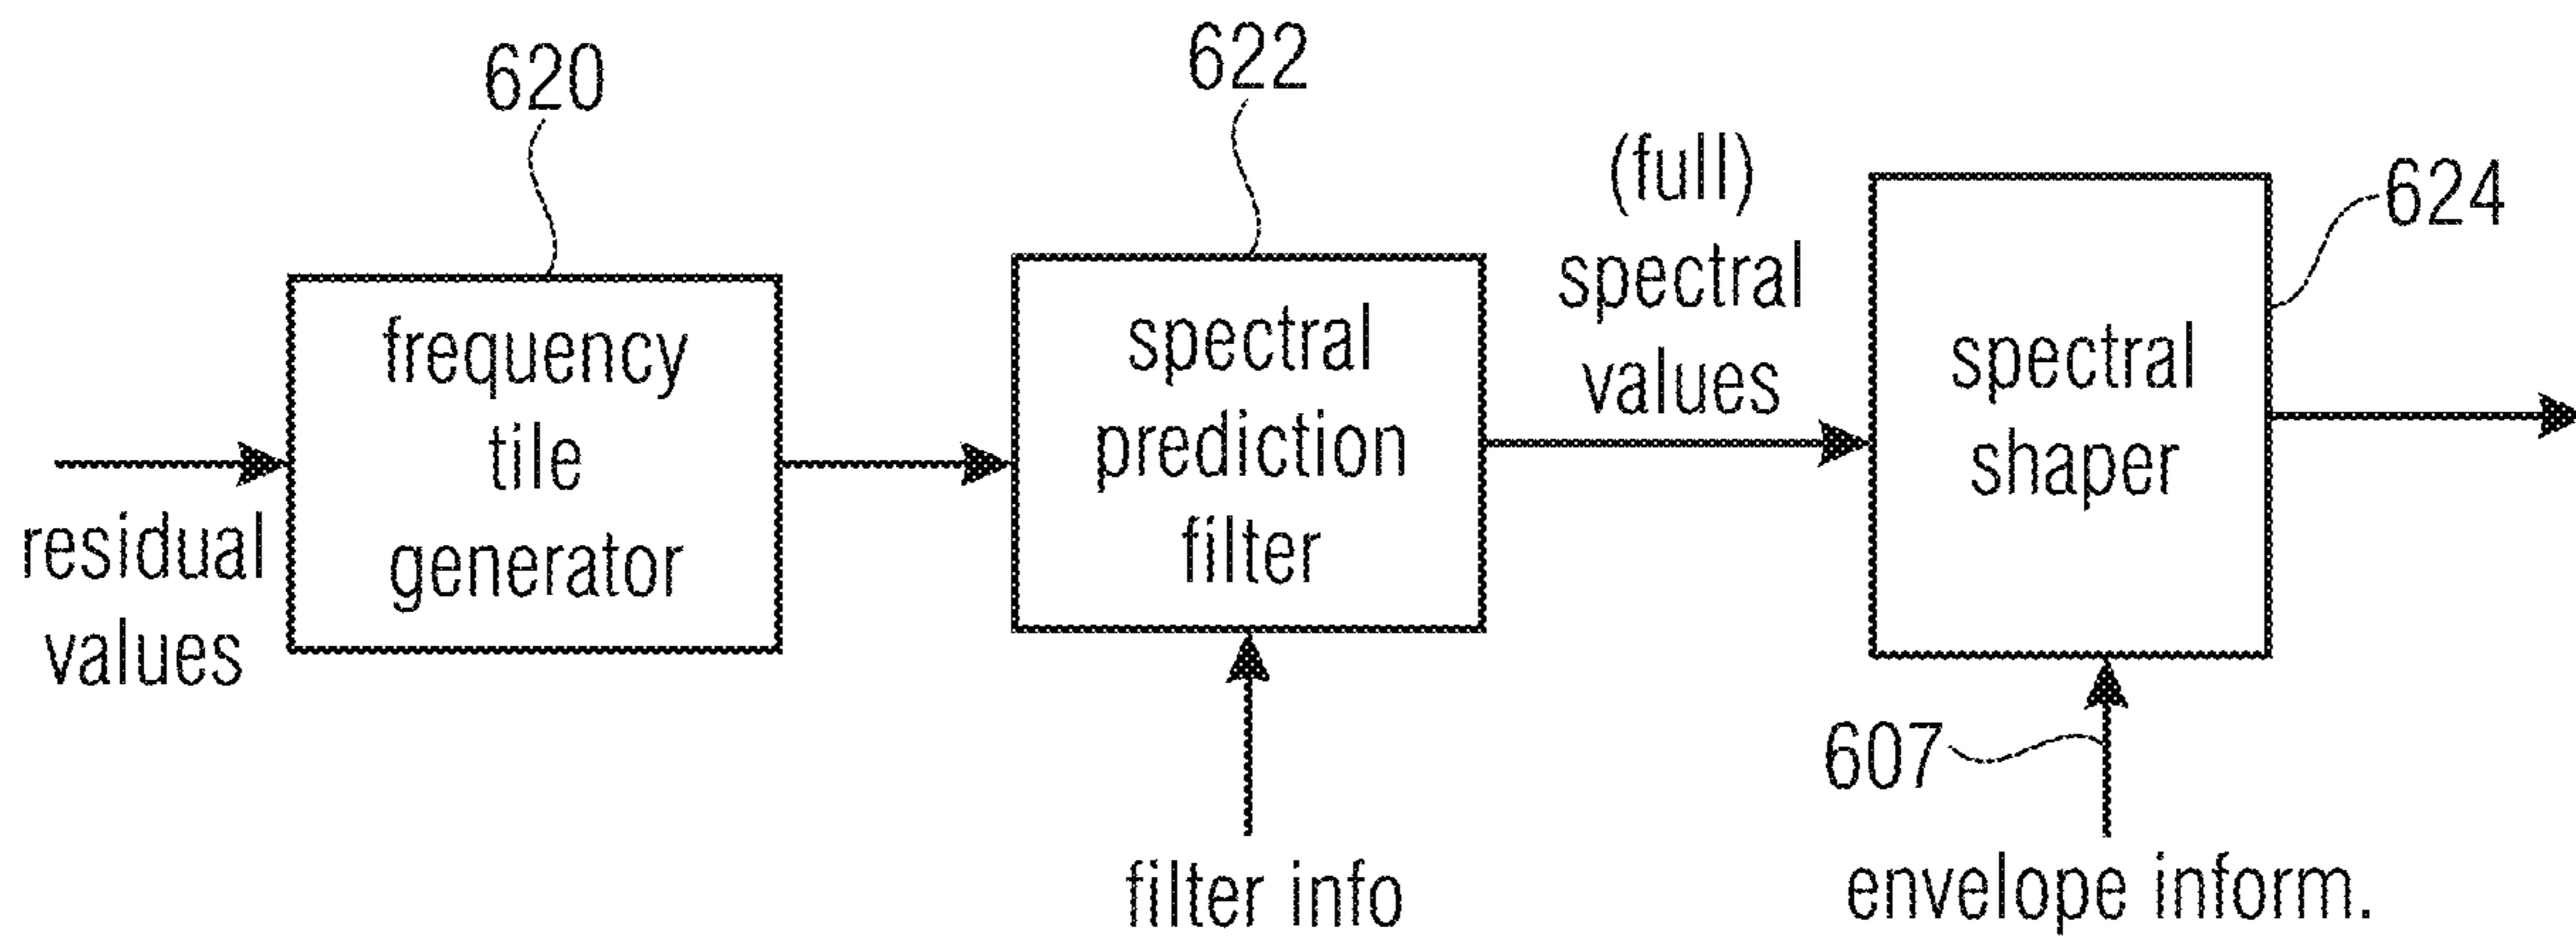 620
622
624
residual
values
frequency
tile
generator
spectral
prediction
filter
filter info
(full)
spectral
values
spectral
shaper
607
envelope inform.